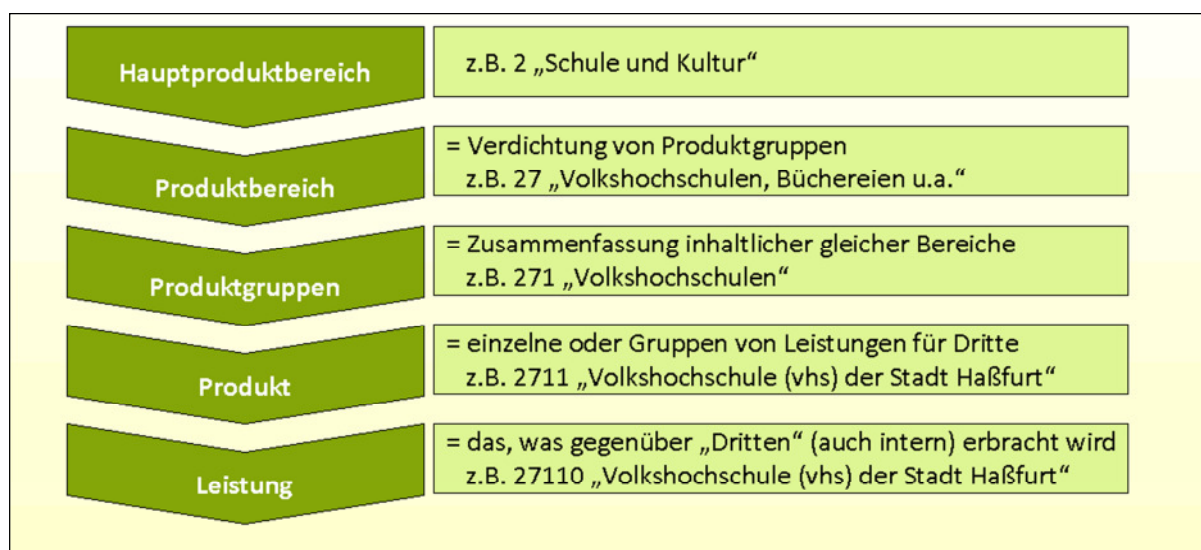 Hauptproduktbereich
z.B. 2 „Schule und Kultur“
Produktbereich
= Verdichtung von Produktgruppen
z.B. 27 „Volkshochschulen, Büchereien u.a.“
Produktgruppen
= Zusammenfassung inhaltlicher gleicher Bereiche
z.B. 271 „Volkshochschulen“
Produkt
= einzelne oder Gruppen von Leistungen für Dritte
z.B. 2711 „Volkshochschule (vhs) der Stadt Haßfurt“
Leistung
= das, was gegenüber „Dritten“ (auch intern) erbracht wird
z.B. 27110 „Volkshochschule (vhs) der Stadt Haßfurt“